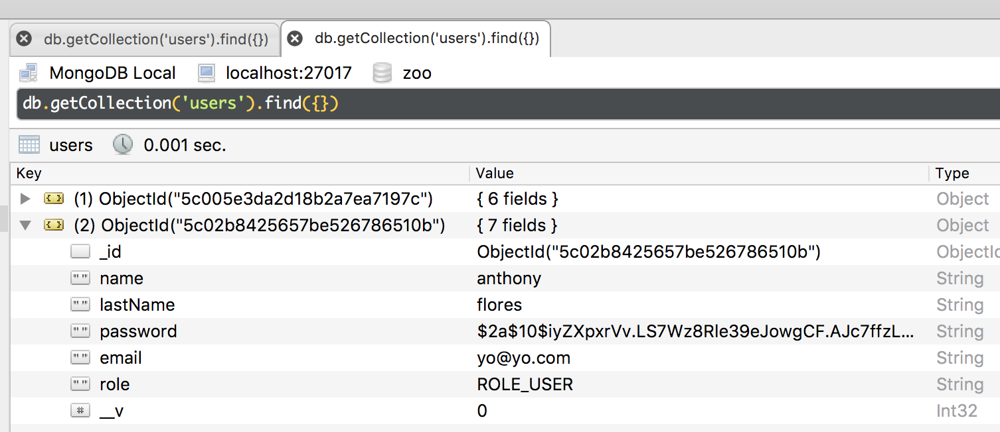 db.getCollection('users').find({}) db.getCollection('users').find({})
MongoDB Local localhost:27017 zoo
db.getCollection('users').find({})
users 0.001 sec.
Key Value Type
(1) ObjectId("5c005e3da2d18b2a7ea7197c") { 6 fields } Object
(2) ObjectId("5c02b8425657be526786510b") { 7 fields } Object
_id ObjectId("5c02b8425657be526786510b") ObjectId
name anthony String
lastName flores String
password $2a$10$iyZXpxrVv.LS7Wz8Rle39eJowgCF.AJc7ffzL... String
email yo@yo.com String
role ROLE_USER String
__v 0 Int32